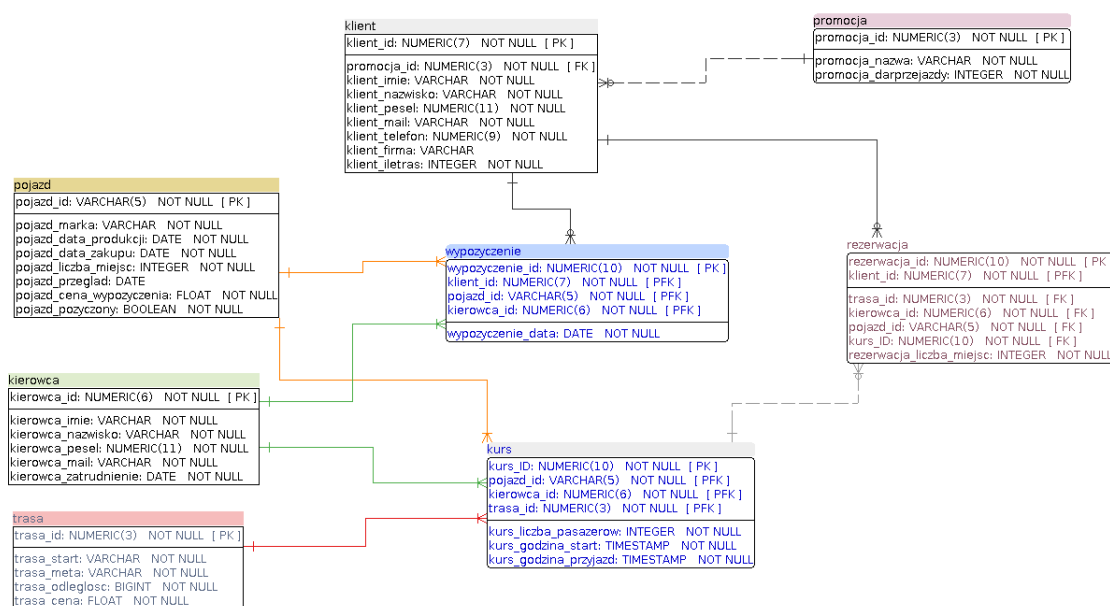 klient
klient_id: NUMERIC(7) NOT NULL [ PK ]
promocja_id: NUMERIC(3) NOT NULL [ FK ]
klient_imie: VARCHAR NOT NULL
klient_nazwisko: VARCHAR NOT NULL
klient_pesel: NUMERIC(11) NOT NULL
klient_mail: VARCHAR NOT NULL
klient_telefon: NUMERIC(9) NOT NULL
klient_firma: VARCHAR
klient_iletras: INTEGER NOT NULL
promocja
promocja_id: NUMERIC(3) NOT NULL [ PK ]
promocja_nazwa: VARCHAR NOT NULL
promocja_darprzejazdy: INTEGER NOT NULL
pojazd
pojazd_id: VARCHAR(5) NOT NULL [ PK ]
pojazd_marka: VARCHAR NOT NULL
pojazd_data_produkcji: DATE NOT NULL
pojazd_data_zakupu: DATE NOT NULL
pojazd_liczba_miejsc: INTEGER NOT NULL
pojazd_przeglad: DATE
pojazd_cena_wypozyczenia: FLOAT NOT NULL
pojazd_pozyczony: BOOLEAN NOT NULL
wypozyczenie
wypozyczenie_id: NUMERIC(10) NOT NULL [ PK ]
klient_id: NUMERIC(7) NOT NULL [ PFK ]
pojazd_id: VARCHAR(5) NOT NULL [ PFK ]
kierowca_id: NUMERIC(6) NOT NULL [ PFK ]
wypozyczenie_data: DATE NOT NULL
rezerwacja
rezerwacja_id: NUMERIC(10) NOT NULL [ PK
klient_id: NUMERIC(7) NOT NULL [ PFK ]
trasa_id: NUMERIC(3) NOT NULL [ FK ]
kierowca_id: NUMERIC(6) NOT NULL [ FK ]
pojazd_id: VARCHAR(5) NOT NULL [ FK ]
kurs_ID: NUMERIC(10) NOT NULL [ FK ]
rezerwacja_liczba_miejsc: INTEGER NOT NULL
kierowca
kierowca_id: NUMERIC(6) NOT NULL [ PK ]
kierowca_imie: VARCHAR NOT NULL
kierowca_nazwisko: VARCHAR NOT NULL
kierowca_pesel: NUMERIC(11) NOT NULL
kierowca_mail: VARCHAR NOT NULL
kierowca_zatrudnienie: DATE NOT NULL
kurs
kurs_ID: NUMERIC(10) NOT NULL [ PK ]
pojazd_id: VARCHAR(5) NOT NULL [ PFK ]
kierowca_id: NUMERIC(6) NOT NULL [ PFK ]
trasa_id: NUMERIC(3) NOT NULL [ PFK ]
kurs_liczba_pasazerow: INTEGER NOT NULL
kurs_godzina_start: TIMESTAMP NOT NULL
kurs_godzina_przyjazd: TIMESTAMP NOT NULL
trasa
trasa_id: NUMERIC(3) NOT NULL [ PK ]
trasa_start: VARCHAR NOT NULL
trasa_meta: VARCHAR NOT NULL
trasa_odleglosc: BIGINT NOT NULL
trasa_cena: FLOAT NOT NULL